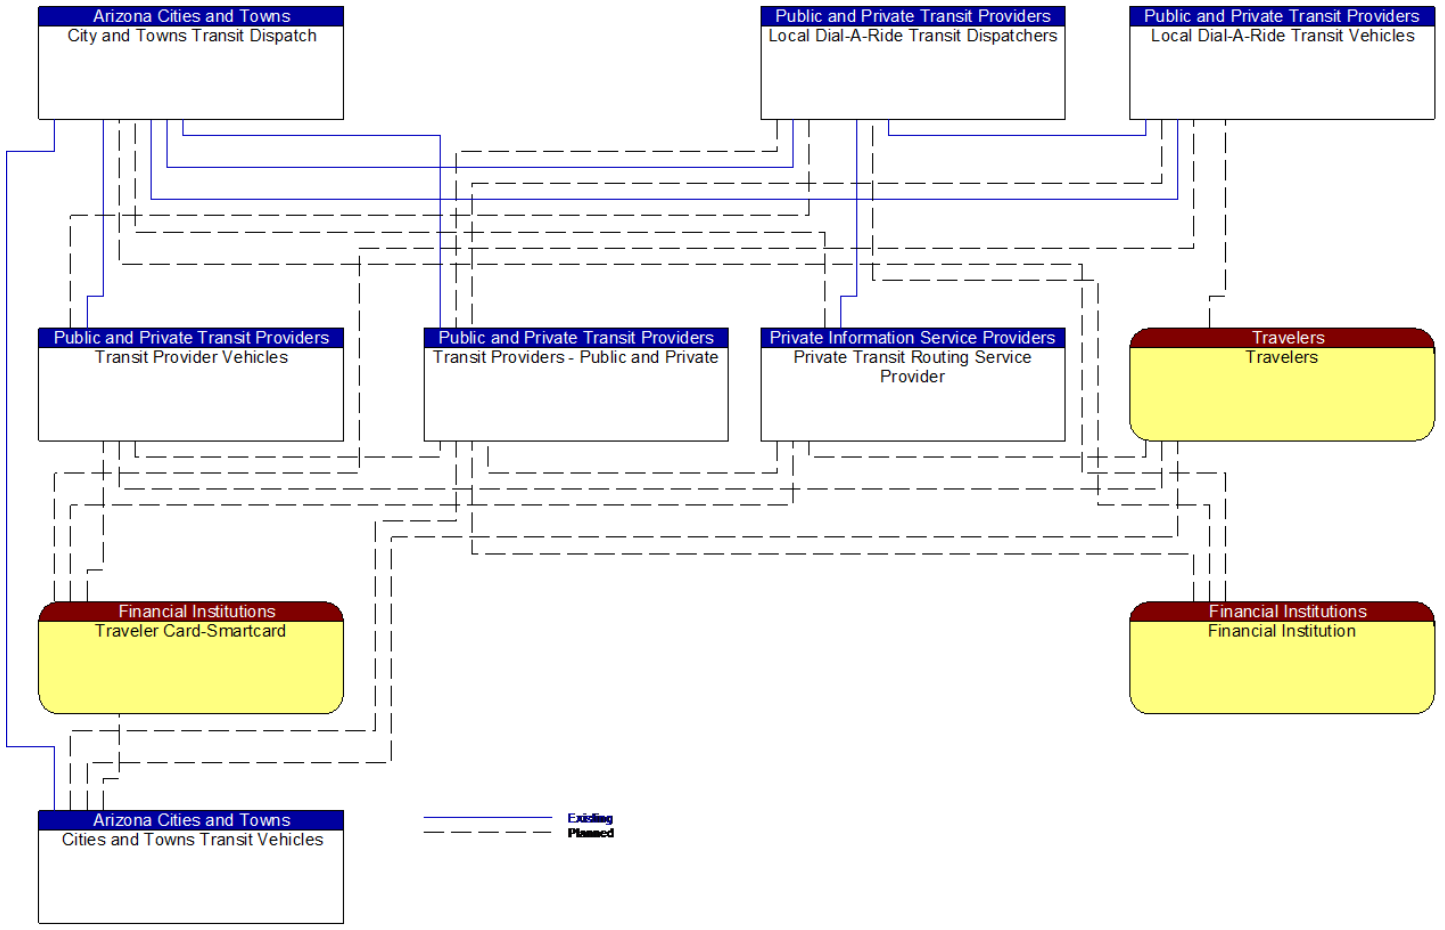 Arizona Cities and Towns
City and Towns Transit Dispatch
Public and Private Transit Providers
Local Dial-A-Ride Transit Dispatchers
Public and Private Transit Providers
Local Dial-A-Ride Transit Vehicles
Public and Private Transit Providers
Transit Provider Vehicles
Public and Private Transit Providers
Transit Providers - Public and Private
Private Information Service Providers
Private Transit Routing Service
Provider
Travelers
Travelers
Financial Institutions
Traveler Card-Smartcard
Financial Institutions
Financial Institution
Arizona Cities and Towns
Cities and Towns Transit Vehicles
Existing
Planned